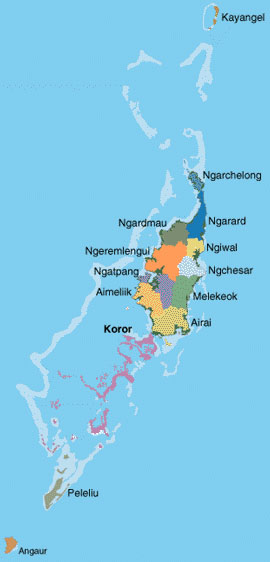 Kayangel
Ngarchelong
Ngardmau
Ngarard
Ngeremlengui
Ngiwal
Ngatpang
Ngchesar
Aimeliik
Melekeok
Koror
Airai
Peleliu
Angaur